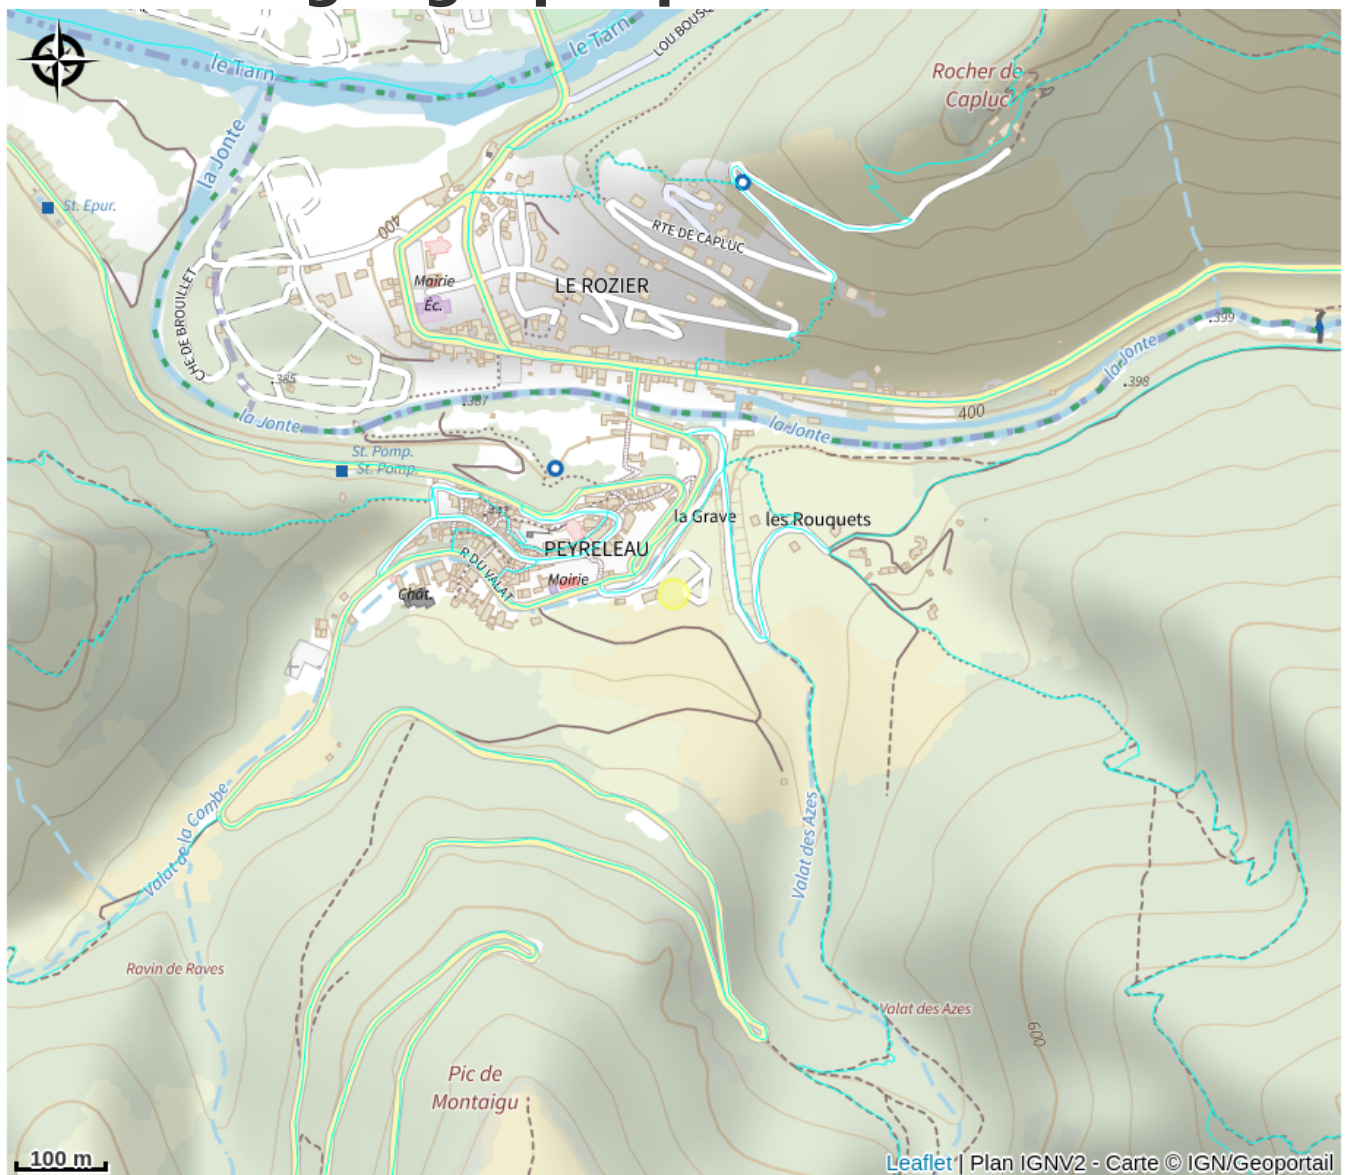 le Tarn
le Tarn
LOU BOUSQ
Rocher de
Capluc
la Jonte
St. Epur.
400
RTE DE CAPLUC
Mairie
Éc.
LE ROZIER
CHE DE BROUILLET
.399
la Jonte
.385
.398
.387
400
la Jonte
la Jonte
St. Pomp.
St. Pomp.
.447
la Grave
les Rouquets
PEYRELEAU
R DU VALAT
Mairie
Chât.
Valat de la Combe
Valat des Azes
Ravin de Raves
Valat des Azes
600
Pic de
Montaigu
100 m
Leaflet | Plan IGNV2 - Carte © IGN/Geoportail